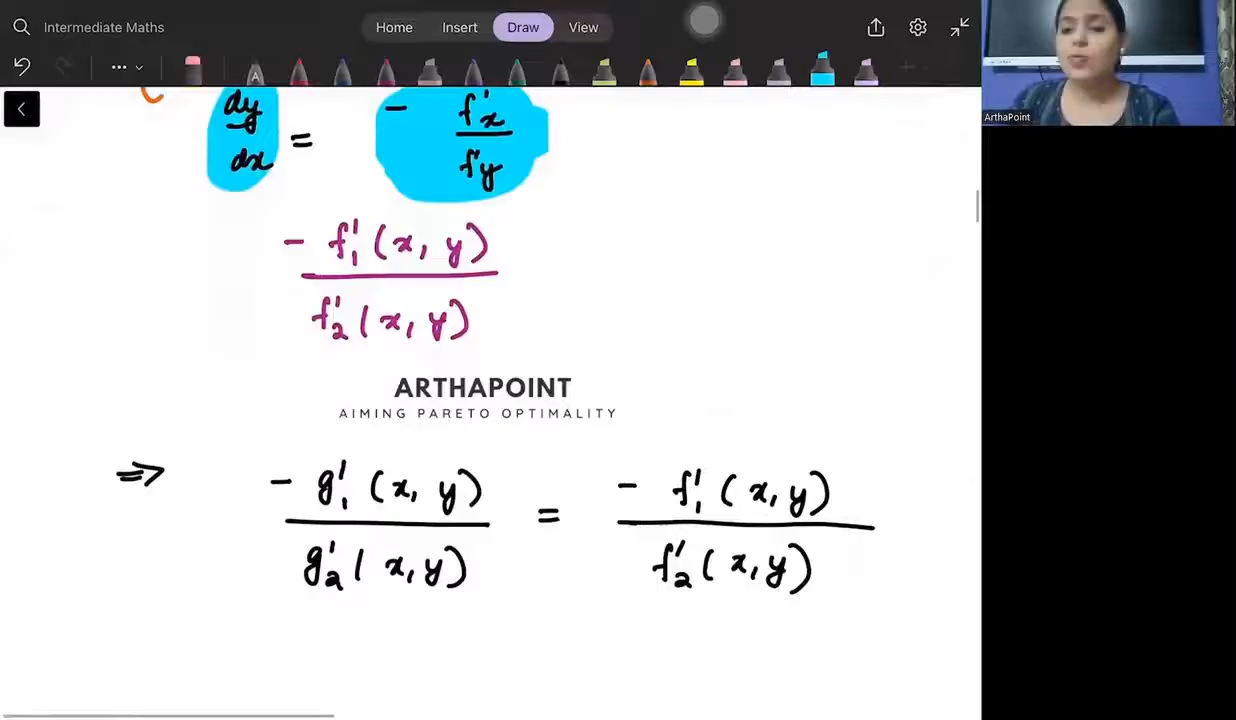 Intermediate Maths
Home Insert Draw View
A
ArthaPoint
dy/dx = - f'x/f'y
- f'₁(x, y)/f'₂(x, y)
ARTHAPOINT
AIMING PARETO OPTIMALITY
⇒ - g'₁(x, y)/g'₂(x, y) = - f'₁(x, y)/f'₂(x, y)